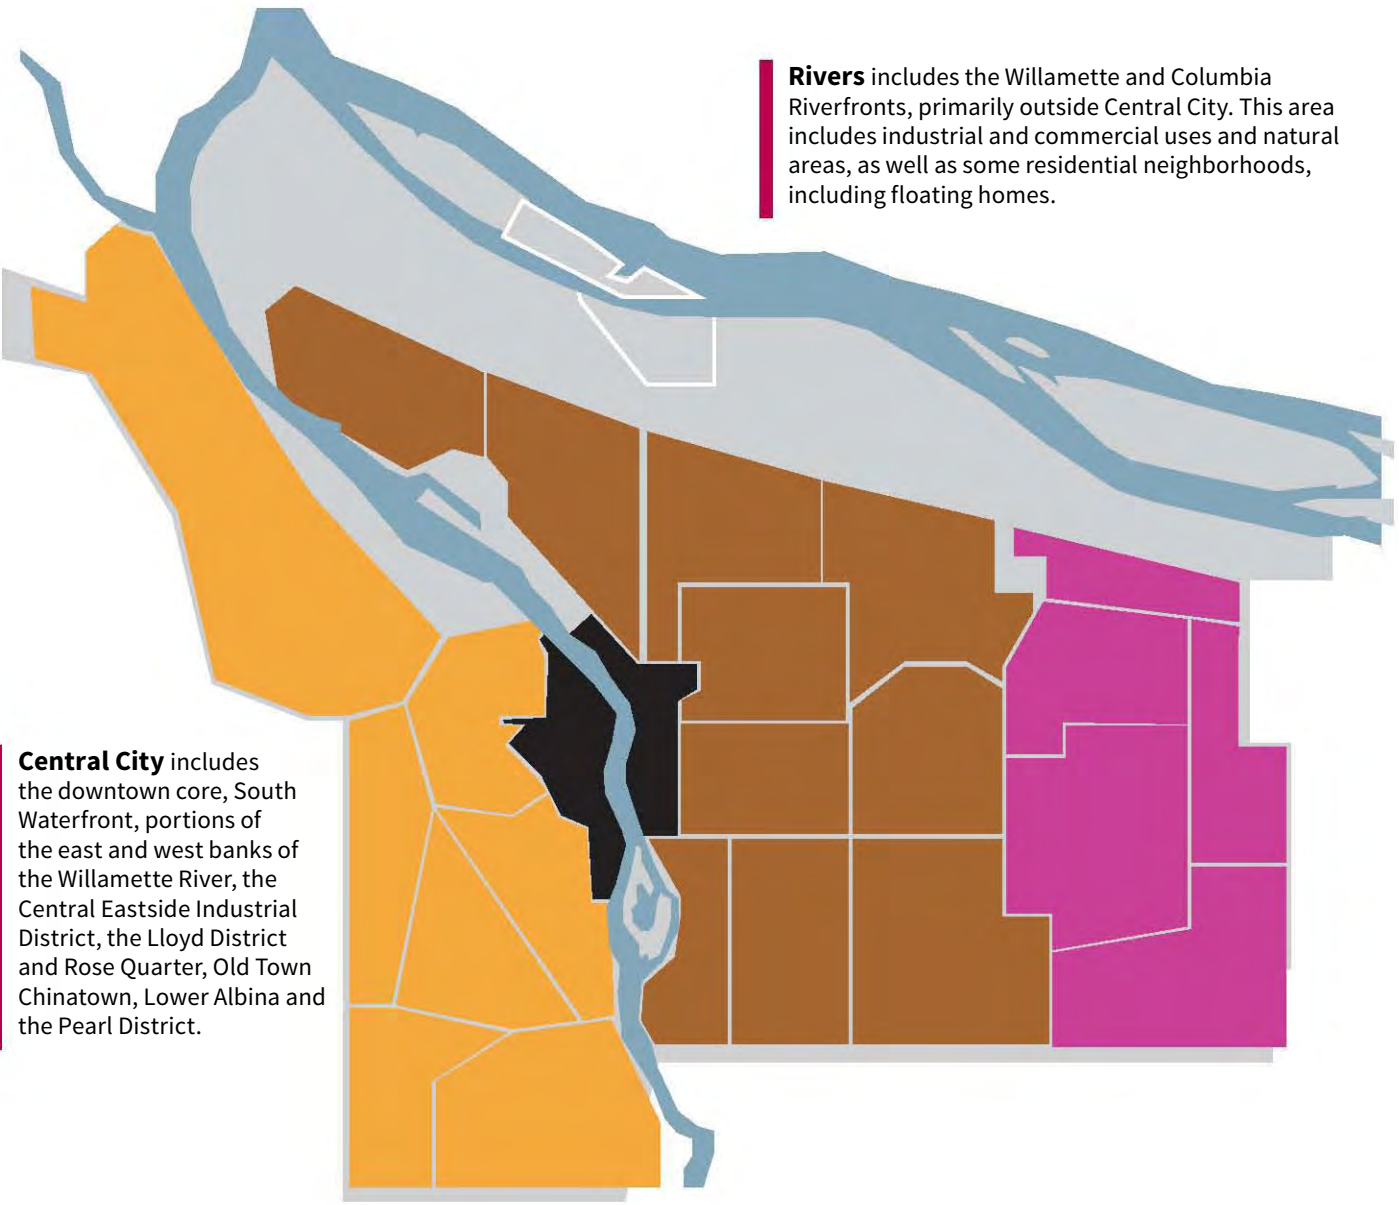 Rivers includes the Willamette and Columbia
Riverfronts, primarily outside Central City. This area
includes industrial and commercial uses and natural
areas, as well as some residential neighborhoods,
including floating homes.
Central City includes
the downtown core, South
Waterfront, portions of
the east and west banks of
the Willamette River, the
Central Eastside Industrial
District, the Lloyd District
and Rose Quarter, Old Town
Chinatown, Lower Albina and
the Pearl District.